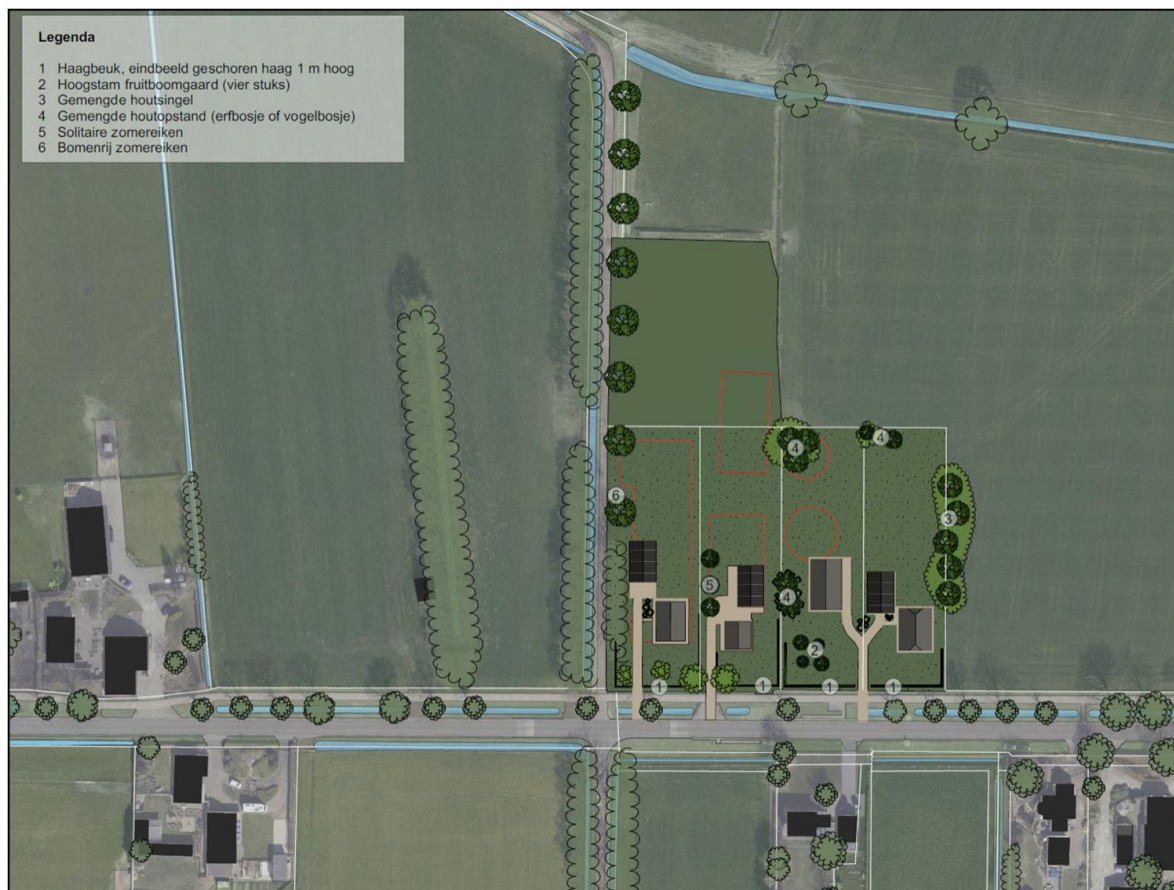 Legenda
1 Haagbeuk, eindbeeld geschoren haag 1 m hoog
2 Hoogstam fruitboomgaard (vier stuks)
3 Gemengde houtsingel
4 Gemengde houtopstand (erfbosje of vogelbosje)
5 Solitaire zomereiken
6 Bomenrij zomereiken
4
4
6
3
5
4
2
1
1
1
1